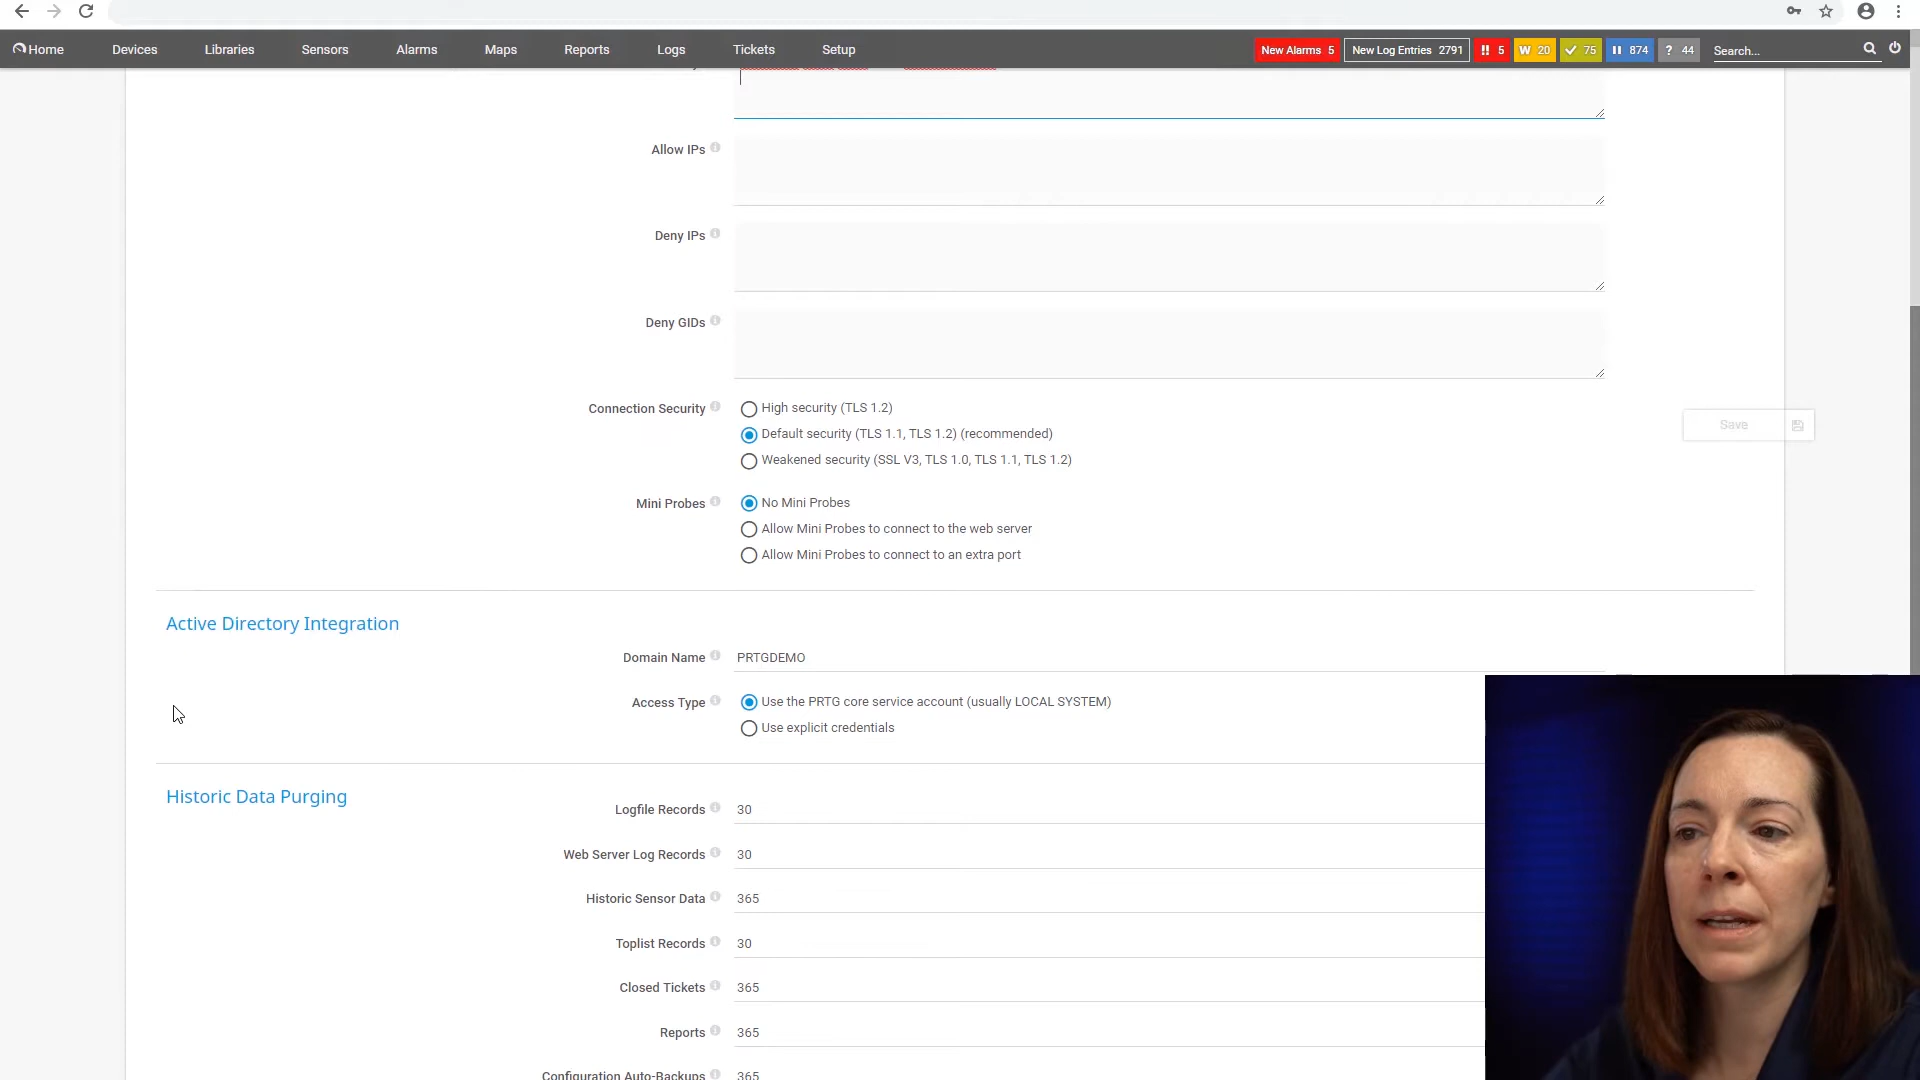 Home Devices Libraries Sensors Alarms Maps Reports Logs Tickets Setup New Alarms 5 New Log Entries 2791 !! 5 W 20 75 874 ? 44 Search...
Allow IPs
Deny IPs
Deny GIDs
Connection Security High security (TLS 1.2)
Default security (TLS 1.1, TLS 1.2) (recommended)
Save
Weakened security (SSL V3, TLS 1.0, TLS 1.1, TLS 1.2)
Mini Probes No Mini Probes
Allow Mini Probes to connect to the web server
Allow Mini Probes to connect to an extra port
Active Directory Integration
Domain Name PRTGDEMO
Access Type Use the PRTG core service account (usually LOCAL SYSTEM)
Use explicit credentials
Historic Data Purging
Logfile Records 30
Web Server Log Records 30
Historic Sensor Data 365
Toplist Records 30
Closed Tickets 365
Reports 365
Configuration Auto-Backups 365